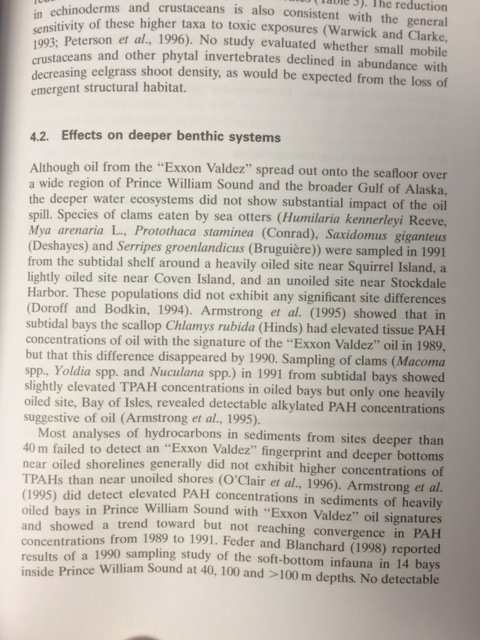 (Table 3). The reduction
in echinoderms and crustaceans is also consistent with the general
sensitivity of these higher taxa to toxic exposures (Warwick and Clarke,
1993; Peterson et al., 1996). No study evaluated whether small mobile
crustaceans and other phytal invertebrates declined in abundance with
decreasing eelgrass shoot density, as would be expected from the loss of
emergent structural habitat.
4.2. Effects on deeper benthic systems
Although oil from the “Exxon Valdez” spread out onto the seafloor over
a wide region of Prince William Sound and the broader Gulf of Alaska,
the deeper water ecosystems did not show substantial impact of the oil
spill. Species of clams eaten by sea otters (Humilaria kennerleyi Reeve,
Mya arenaria L., Protothaca staminea (Conrad), Saxidomus giganteus
(Deshayes) and Serripes groenlandicus (Bruguière)) were sampled in 1991
from the subtidal shelf around a heavily oiled site near Squirrel Island, a
lightly oiled site near Coven Island, and an unoiled site near Stockdale
Harbor. These populations did not exhibit any significant site differences
(Doroff and Bodkin, 1994). Armstrong et al. (1995) showed that in
subtidal bays the scallop Chlamys rubida (Hinds) had elevated tissue PAH
concentrations of oil with the signature of the “Exxon Valdez” oil in 1989,
but that this difference disappeared by 1990. Sampling of clams (Macoma
spp., Yoldia spp. and Nuculana spp.) in 1991 from subtidal bays showed
slightly elevated TPAH concentrations in oiled bays but only one heavily
oiled site, Bay of Isles, revealed detectable alkylated PAH concentrations
suggestive of oil (Armstrong et al., 1995).
Most analyses of hydrocarbons in sediments from sites deeper than
40 m failed to detect an “Exxon Valdez” fingerprint and deeper bottoms
near oiled shorelines generally did not exhibit higher concentrations of
TPAHs than near unoiled shores (O’Clair et al., 1996). Armstrong et al.
(1995) did detect elevated PAH concentrations in sediments of heavily
oiled bays in Prince William Sound with “Exxon Valdez” oil signatures
and showed a trend toward but not reaching convergence in PAH
concentrations from 1989 to 1991. Feder and Blanchard (1998) reported
results of a 1990 sampling study of the soft-bottom infauna in 14 bays
inside Prince William Sound at 40, 100 and >100 m depths. No detectable